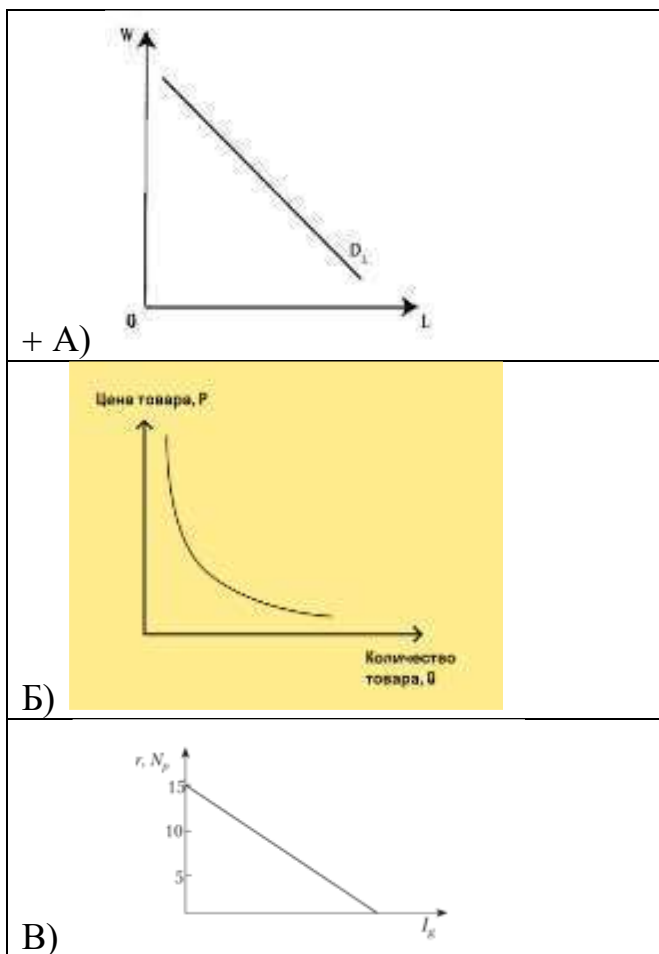 W
D_L
0
L
+ А)
Цена товара, P
Количество
товара, Q
Б)
r, N_p
15
10
5
I_g
В)